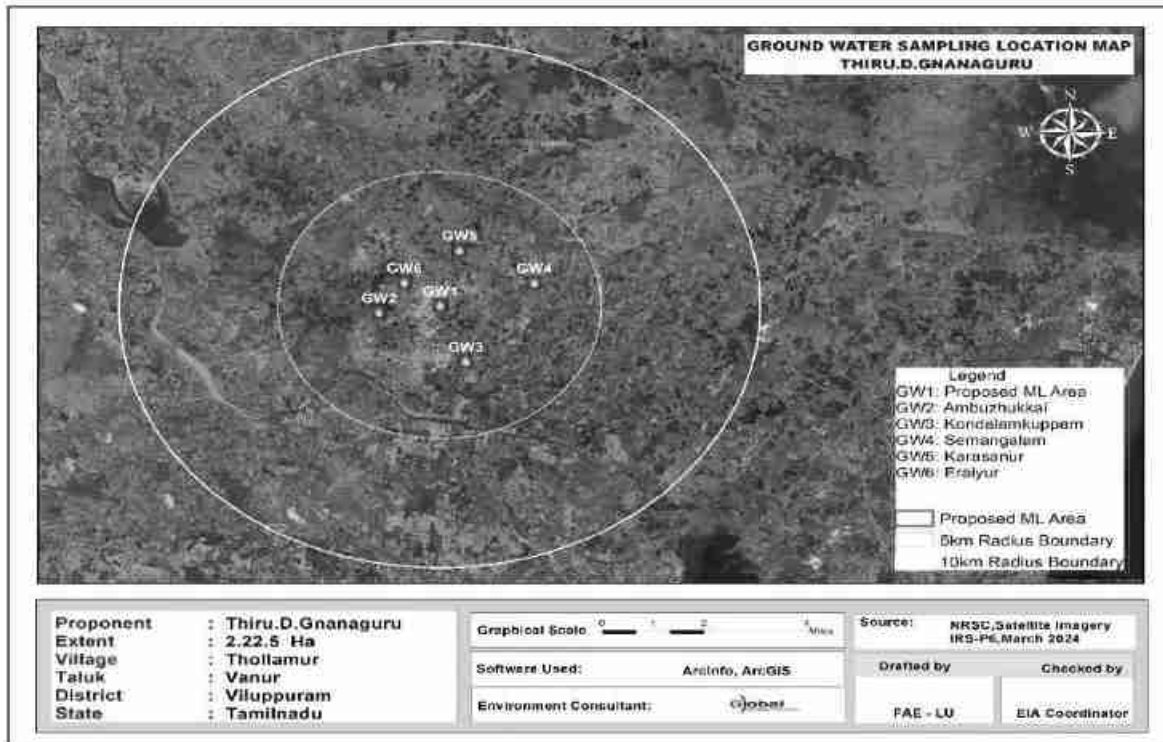 GROUND WATER SAMPLING LOCATION MAP
THIRU.D.GNANAGURU
N
W E
S
GW5
GW6
GW4
GW2
GW1
GW3
Legend
GW1: Proposed ML Area
GW2: Ambuzhukkai
GW3: Kondalamkuppam
GW4: Semangalam
GW5: Karasanur
GW6: Eraiyur
Proposed ML Area
5km Radius Boundary
10km Radius Boundary
Proponent : Thiru.D.Gnanaguru
Extent : 2.22.5 Ha
Village : Thollamur
Taluk : Vanur
District : Viluppuram
State : Tamilnadu
Graphical Scale 0 1 2 4 Miles
Software Used: ArcInfo, ArcGIS
Environment Consultant: Global
Source: NRSC,Satellite Imagery
IRS-P6,March 2024
Drafted by Checked by
FAE - LU EIA Coordinator